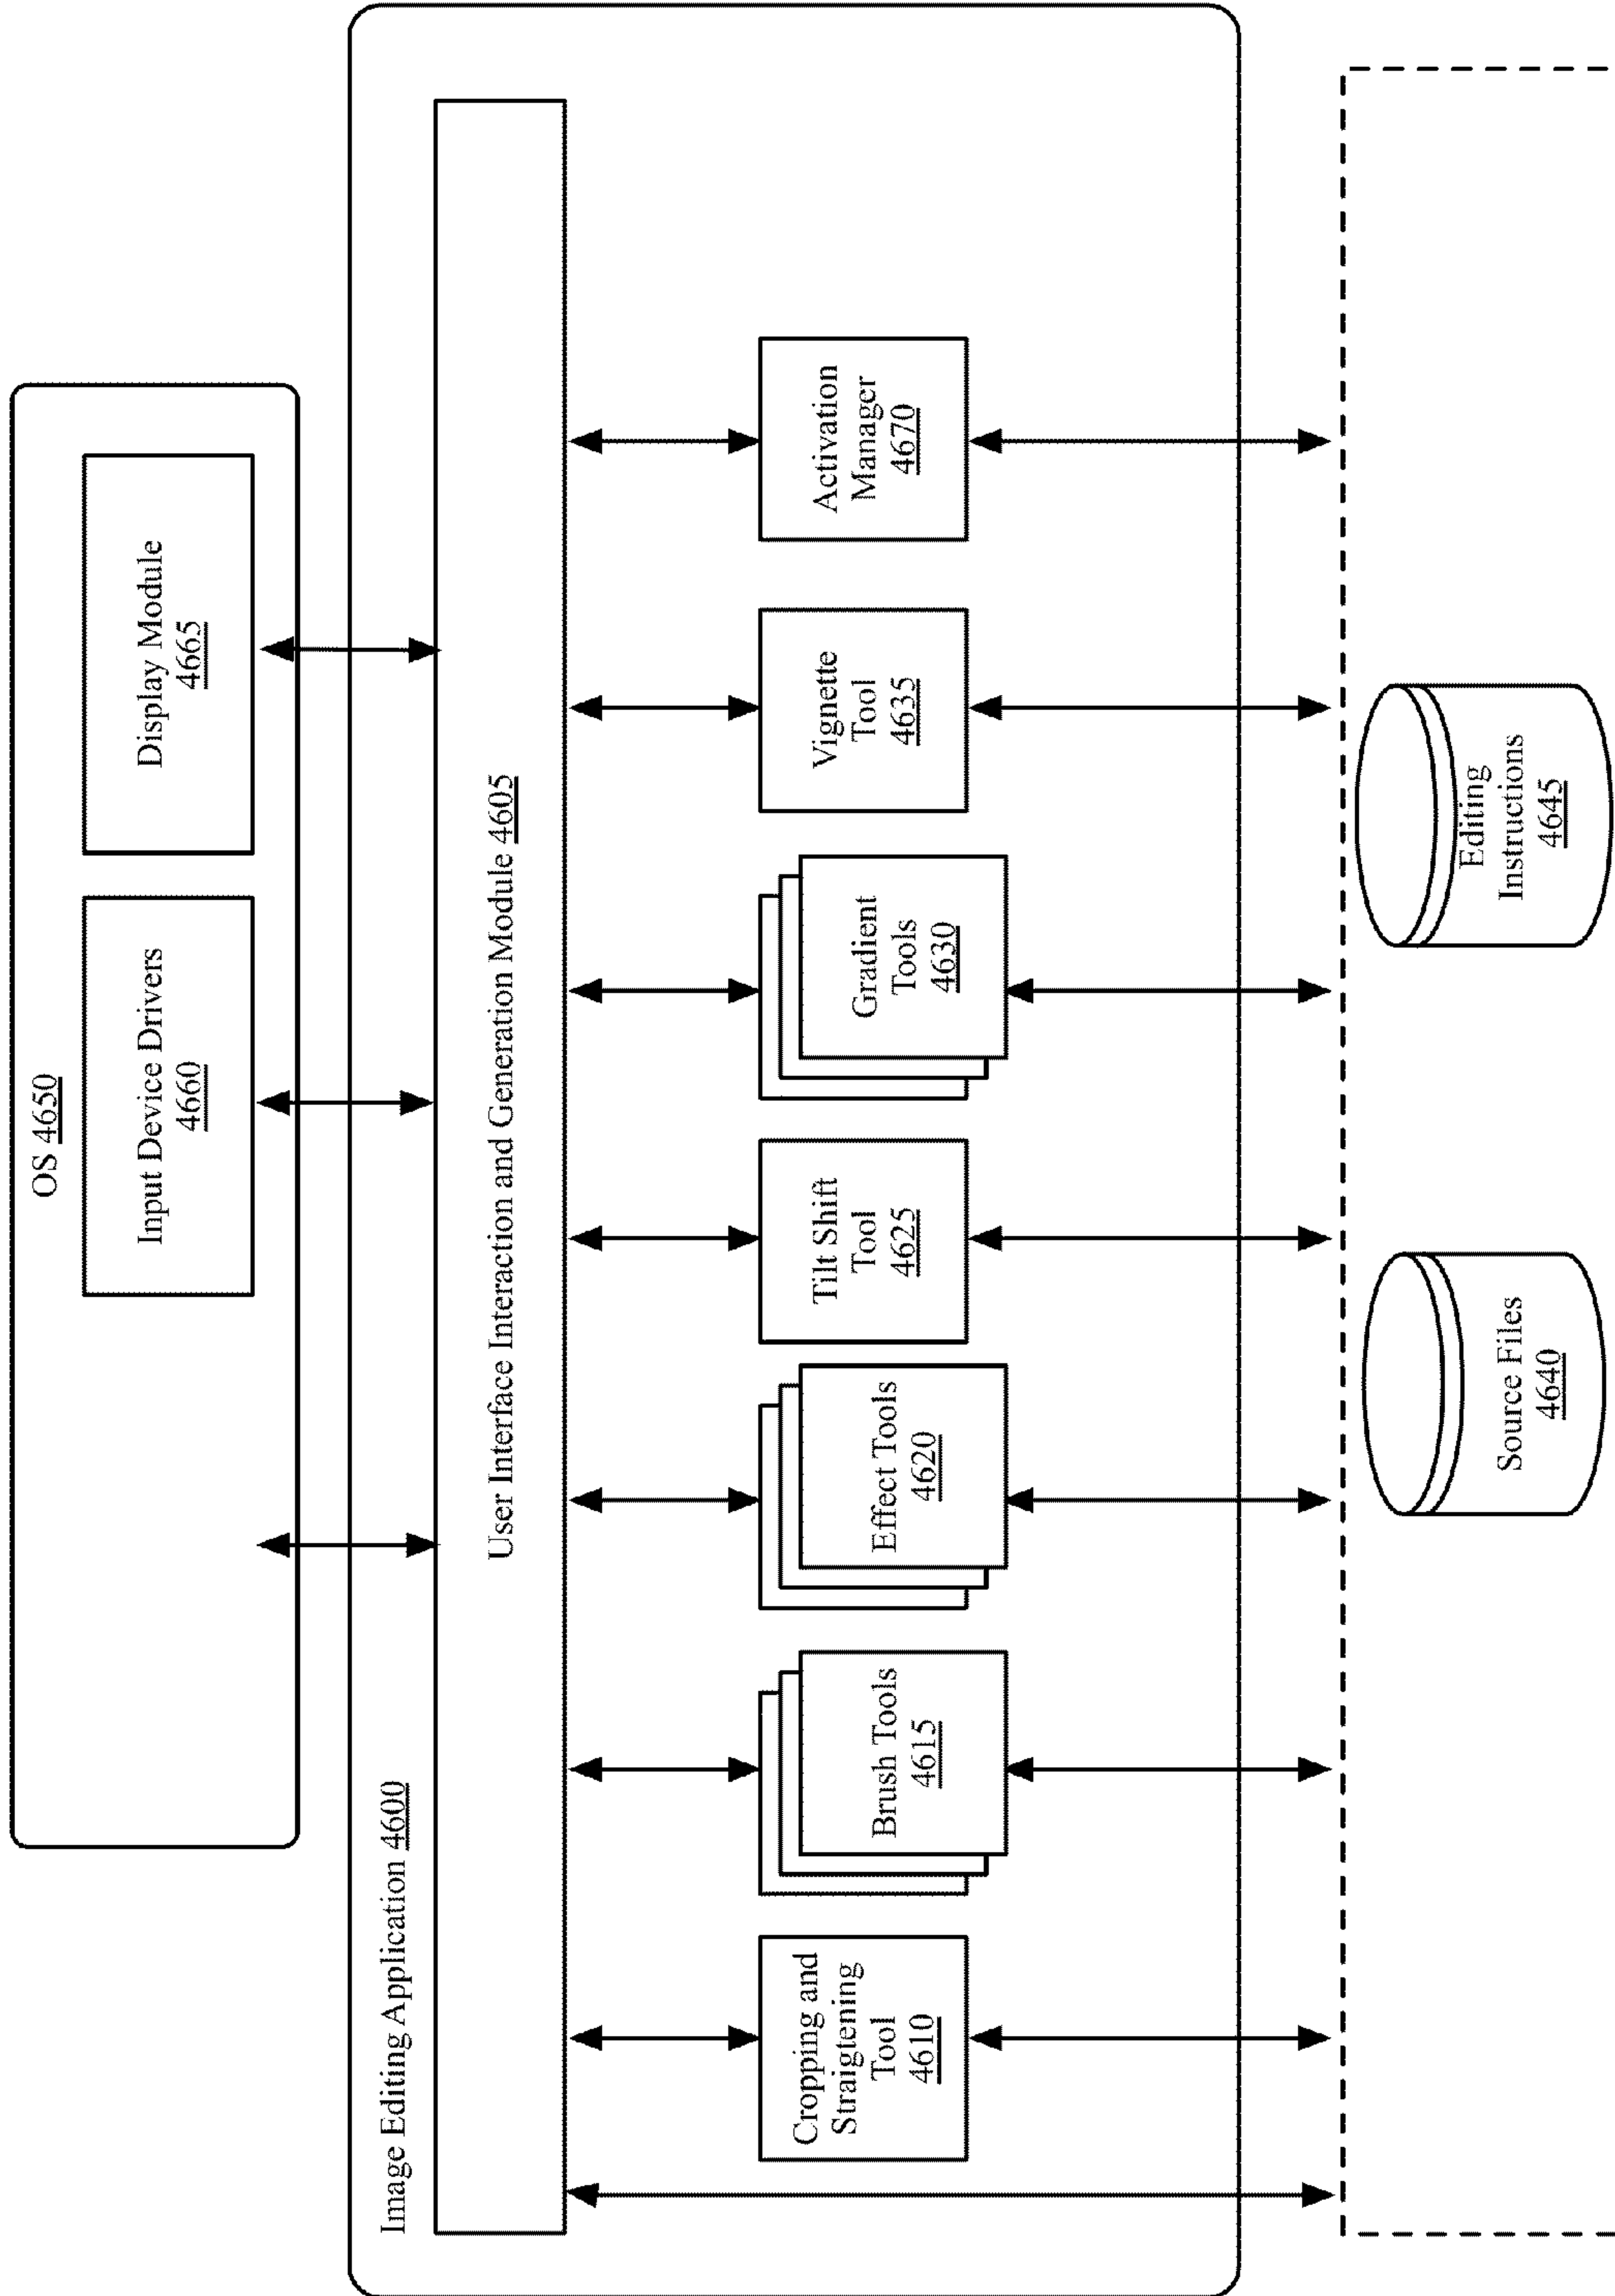 OS 4650
Input Device Drivers
4660
Display Module
4665
Image Editing Application 4600
User Interface Interaction and Generation Module 4605
Cropping and
Straigtening
Tool
4610
Brush Tools
4615
Effect Tools
4620
Tilt Shift
Tool
4625
Gradient
Tools
4630
Vignette
Tool
4635
Activation
Manager
4670
Source Files
4640
Editing
Instructions
4645